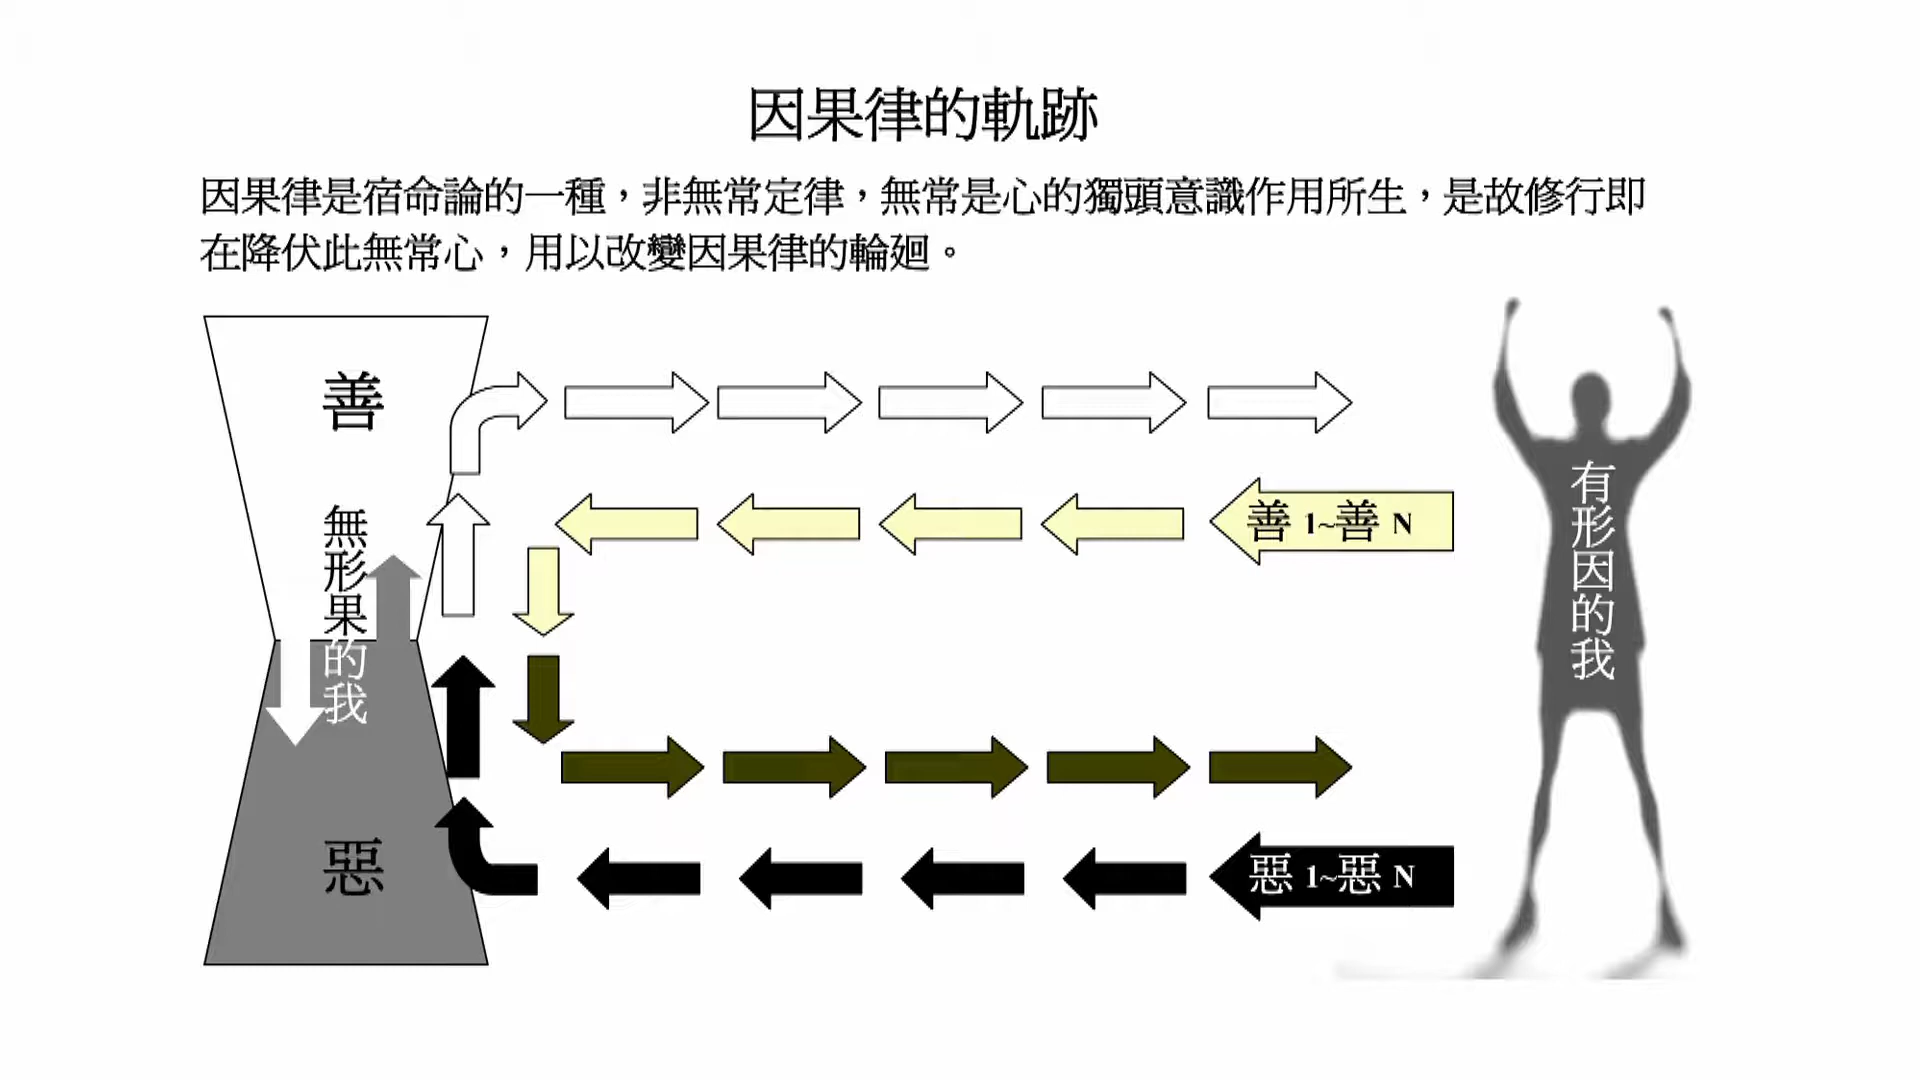 因果律的軌跡
因果律是宿命論的一種，非無常定律，無常是心的獨頭意識作用所生，是故修行即
在降伏此無常心，用以改變因果律的輪廻。
善
無形果的我
惡
善 1~善 N
惡 1~惡 N
有形因的我